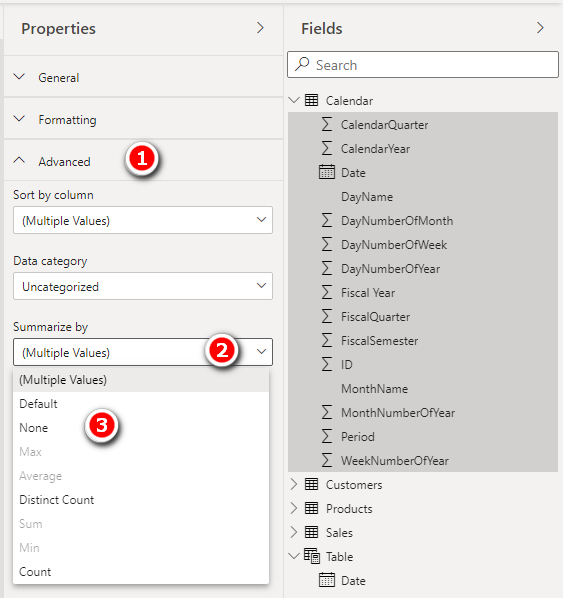 Properties
General
Formatting
Advanced
1
Sort by column
(Multiple Values)
Data category
Uncategorized
Summarize by
(Multiple Values)
2
(Multiple Values)
Default
None
3
Max
Average
Distinct Count
Sum
Min
Count
Fields
Search
Calendar
CalendarQuarter
CalendarYear
Date
DayName
DayNumberOfMonth
DayNumberOfWeek
DayNumberOfYear
Fiscal Year
FiscalQuarter
FiscalSemester
ID
MonthName
MonthNumberOfYear
Period
WeekNumberOfYear
Customers
Products
Sales
Table
Date